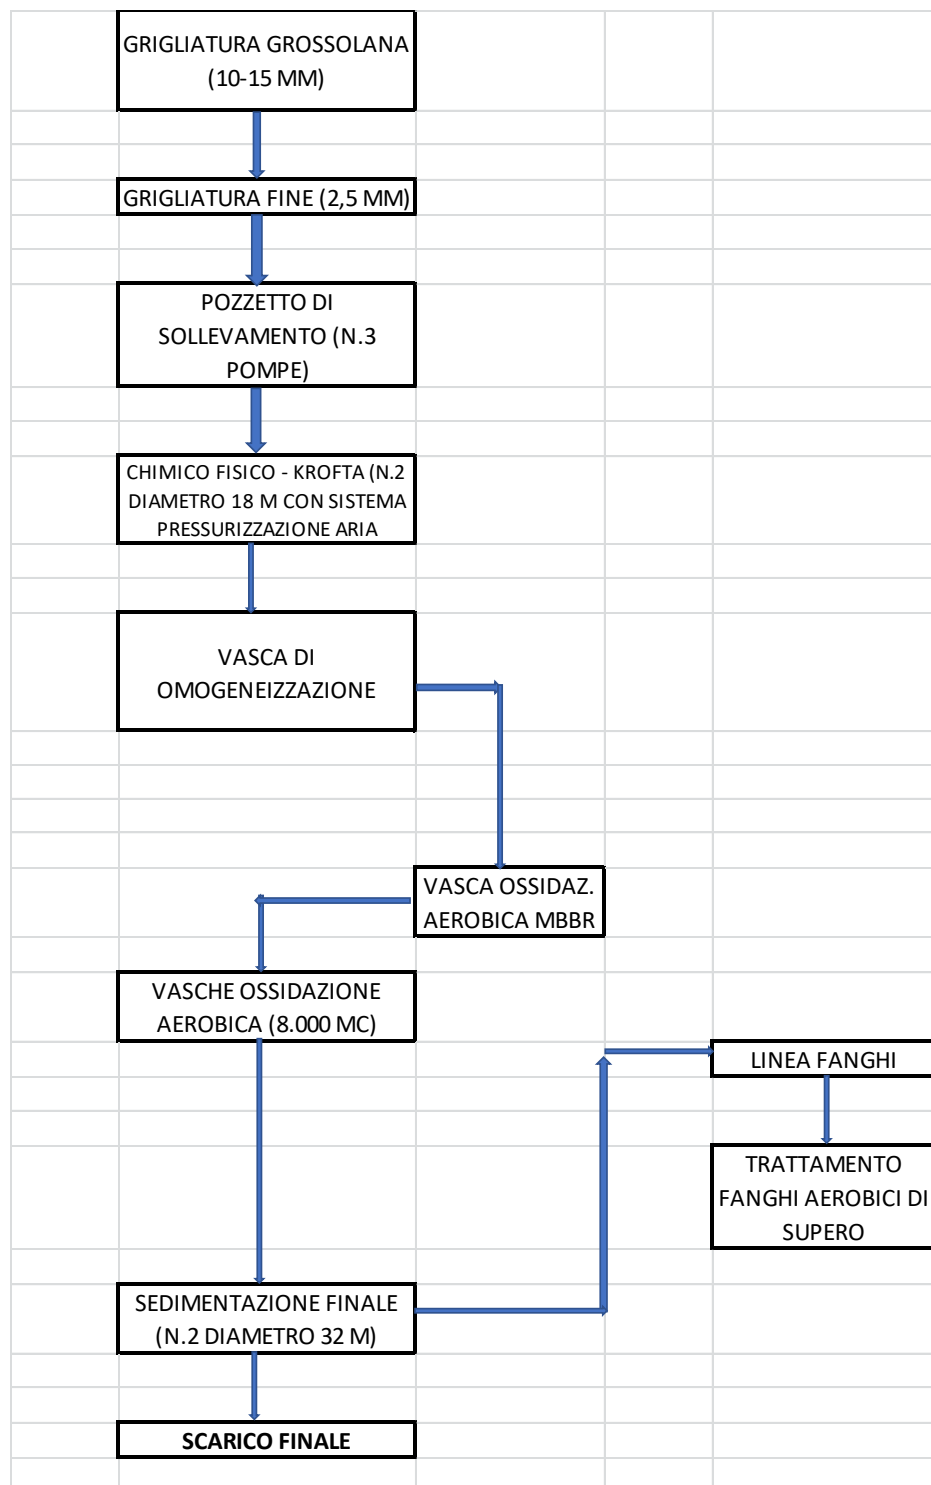 GRIGLIATURA GROSSOLANA
(10-15 MM)
GRIGLIATURA FINE (2,5 MM)
POZZETTO DI
SOLLEVAMENTO (N.3
POMPE)
CHIMICO FISICO - KROFTA (N.2
DIAMETRO 18 M CON SISTEMA
PRESSURIZZAZIONE ARIA
VASCA DI
OMOGENEIZZAZIONE
VASCA OSSIDAZ.
AEROBICA MBBR
VASCHE OSSIDAZIONE
AEROBICA (8.000 MC)
LINEA FANGHI
TRATTAMENTO
FANGHI AEROBICI DI
SUPERO
SEDIMENTAZIONE FINALE
(N.2 DIAMETRO 32 M)
SCARICO FINALE